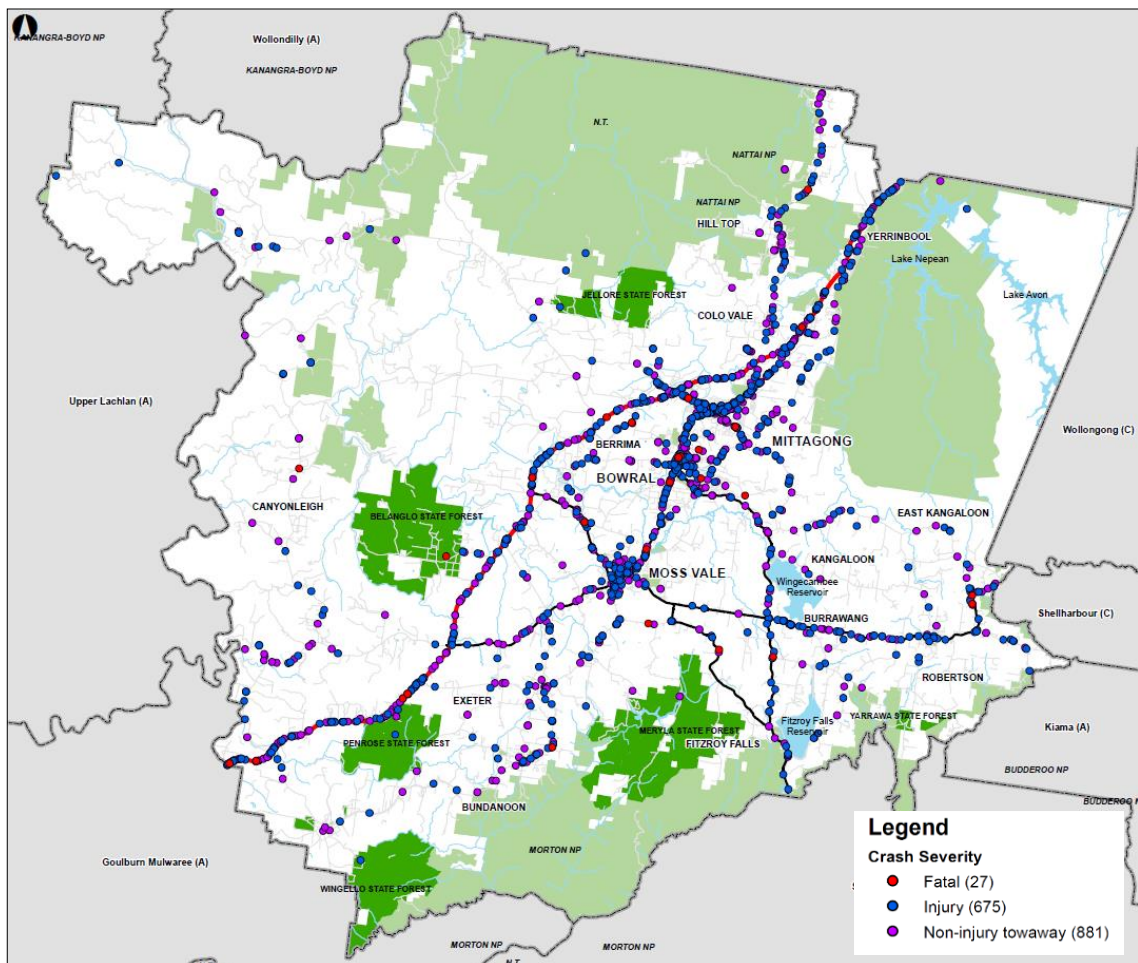 Wollondilly (A)
KANANGRA-BOYD NP
KANANGRA-BOYD NP
N.T.
NATTAI NP
NATTAI NP
HILL TOP
YERRINBOOL
Lake Nepean
JELLORE STATE FOREST
Lake Avon
COLO VALE
Upper Lachlan (A)
Wollongong (C)
BERRIMA
MITTAGONG
BOWRAL
CANYONLEIGH
BELANGLO STATE FOREST
EAST KANGALOON
KANGALOON
MOSS VALE
Wingecarribee
Reservoir
Shellharbour (C)
BURRAWANG
ROBERTSON
EXETER
YARRAWA STATE FOREST
Fitzroy Falls
Reservoir
Kiama (A)
MERYLA STATE FOREST
PENROSE STATE FOREST
FITZROY FALLS
BUDDEROO NP
BUNDANOON
MORTON NP
Goulburn Mulwaree (A)
WINGELLO STATE FOREST
MORTON NP
MORTON NP
N.T.
Legend
Crash Severity
Fatal (27)
Injury (675)
Non-injury towaway (881)